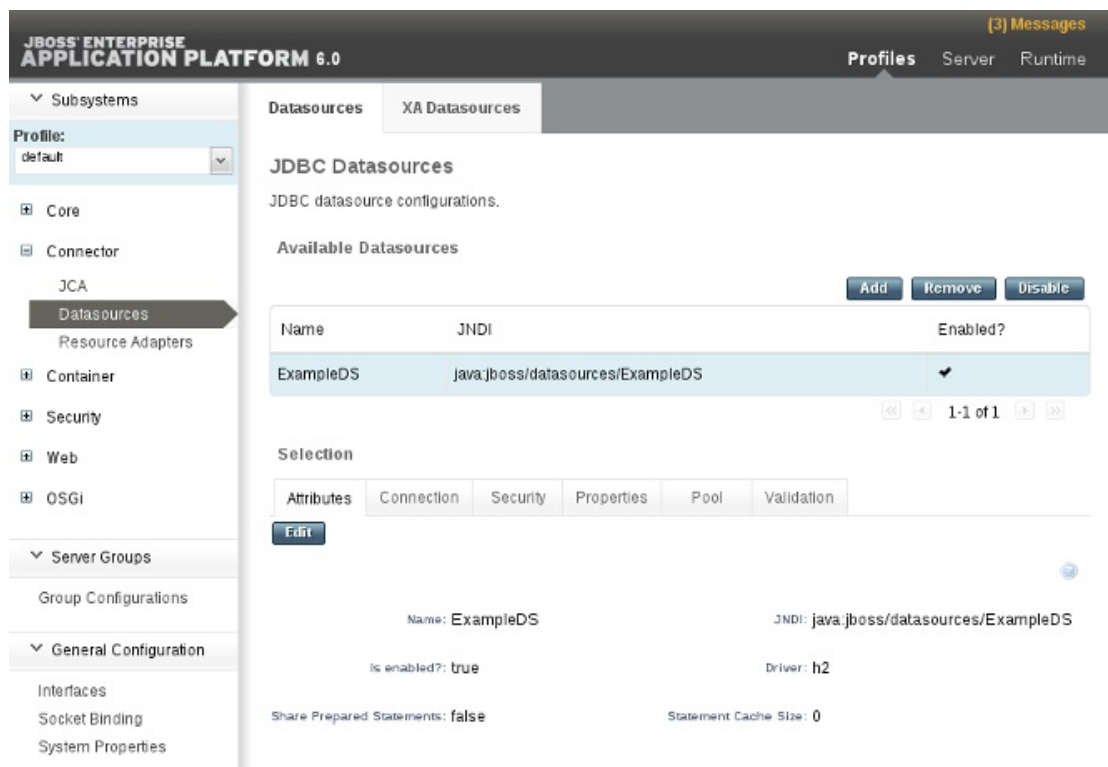 (3) Messages
JBOSS' ENTERPRISE
APPLICATION PLATFORM 6.0
Profiles Server Runtime
Subsystems
Profile:
default
Core
Connector
JCA
Datasources
Resource Adapters
Container
Security
Web
OSGi
Server Groups
Group Configurations
General Configuration
Interfaces
Socket Binding
System Properties
Datasources XA Datasources
JDBC Datasources
JDBC datasource configurations.
Available Datasources
Add Remove Disable
Name JNDI Enabled?
ExampleDS java:jboss/datasources/ExampleDS
1-1 of 1
Selection
Attributes Connection Security Properties Pool Validation
Edit
Name: ExampleDS JNDI: java:jboss/datasources/ExampleDS
Is enabled?: true Driver: h2
Share Prepared Statements: false Statement Cache Size: 0